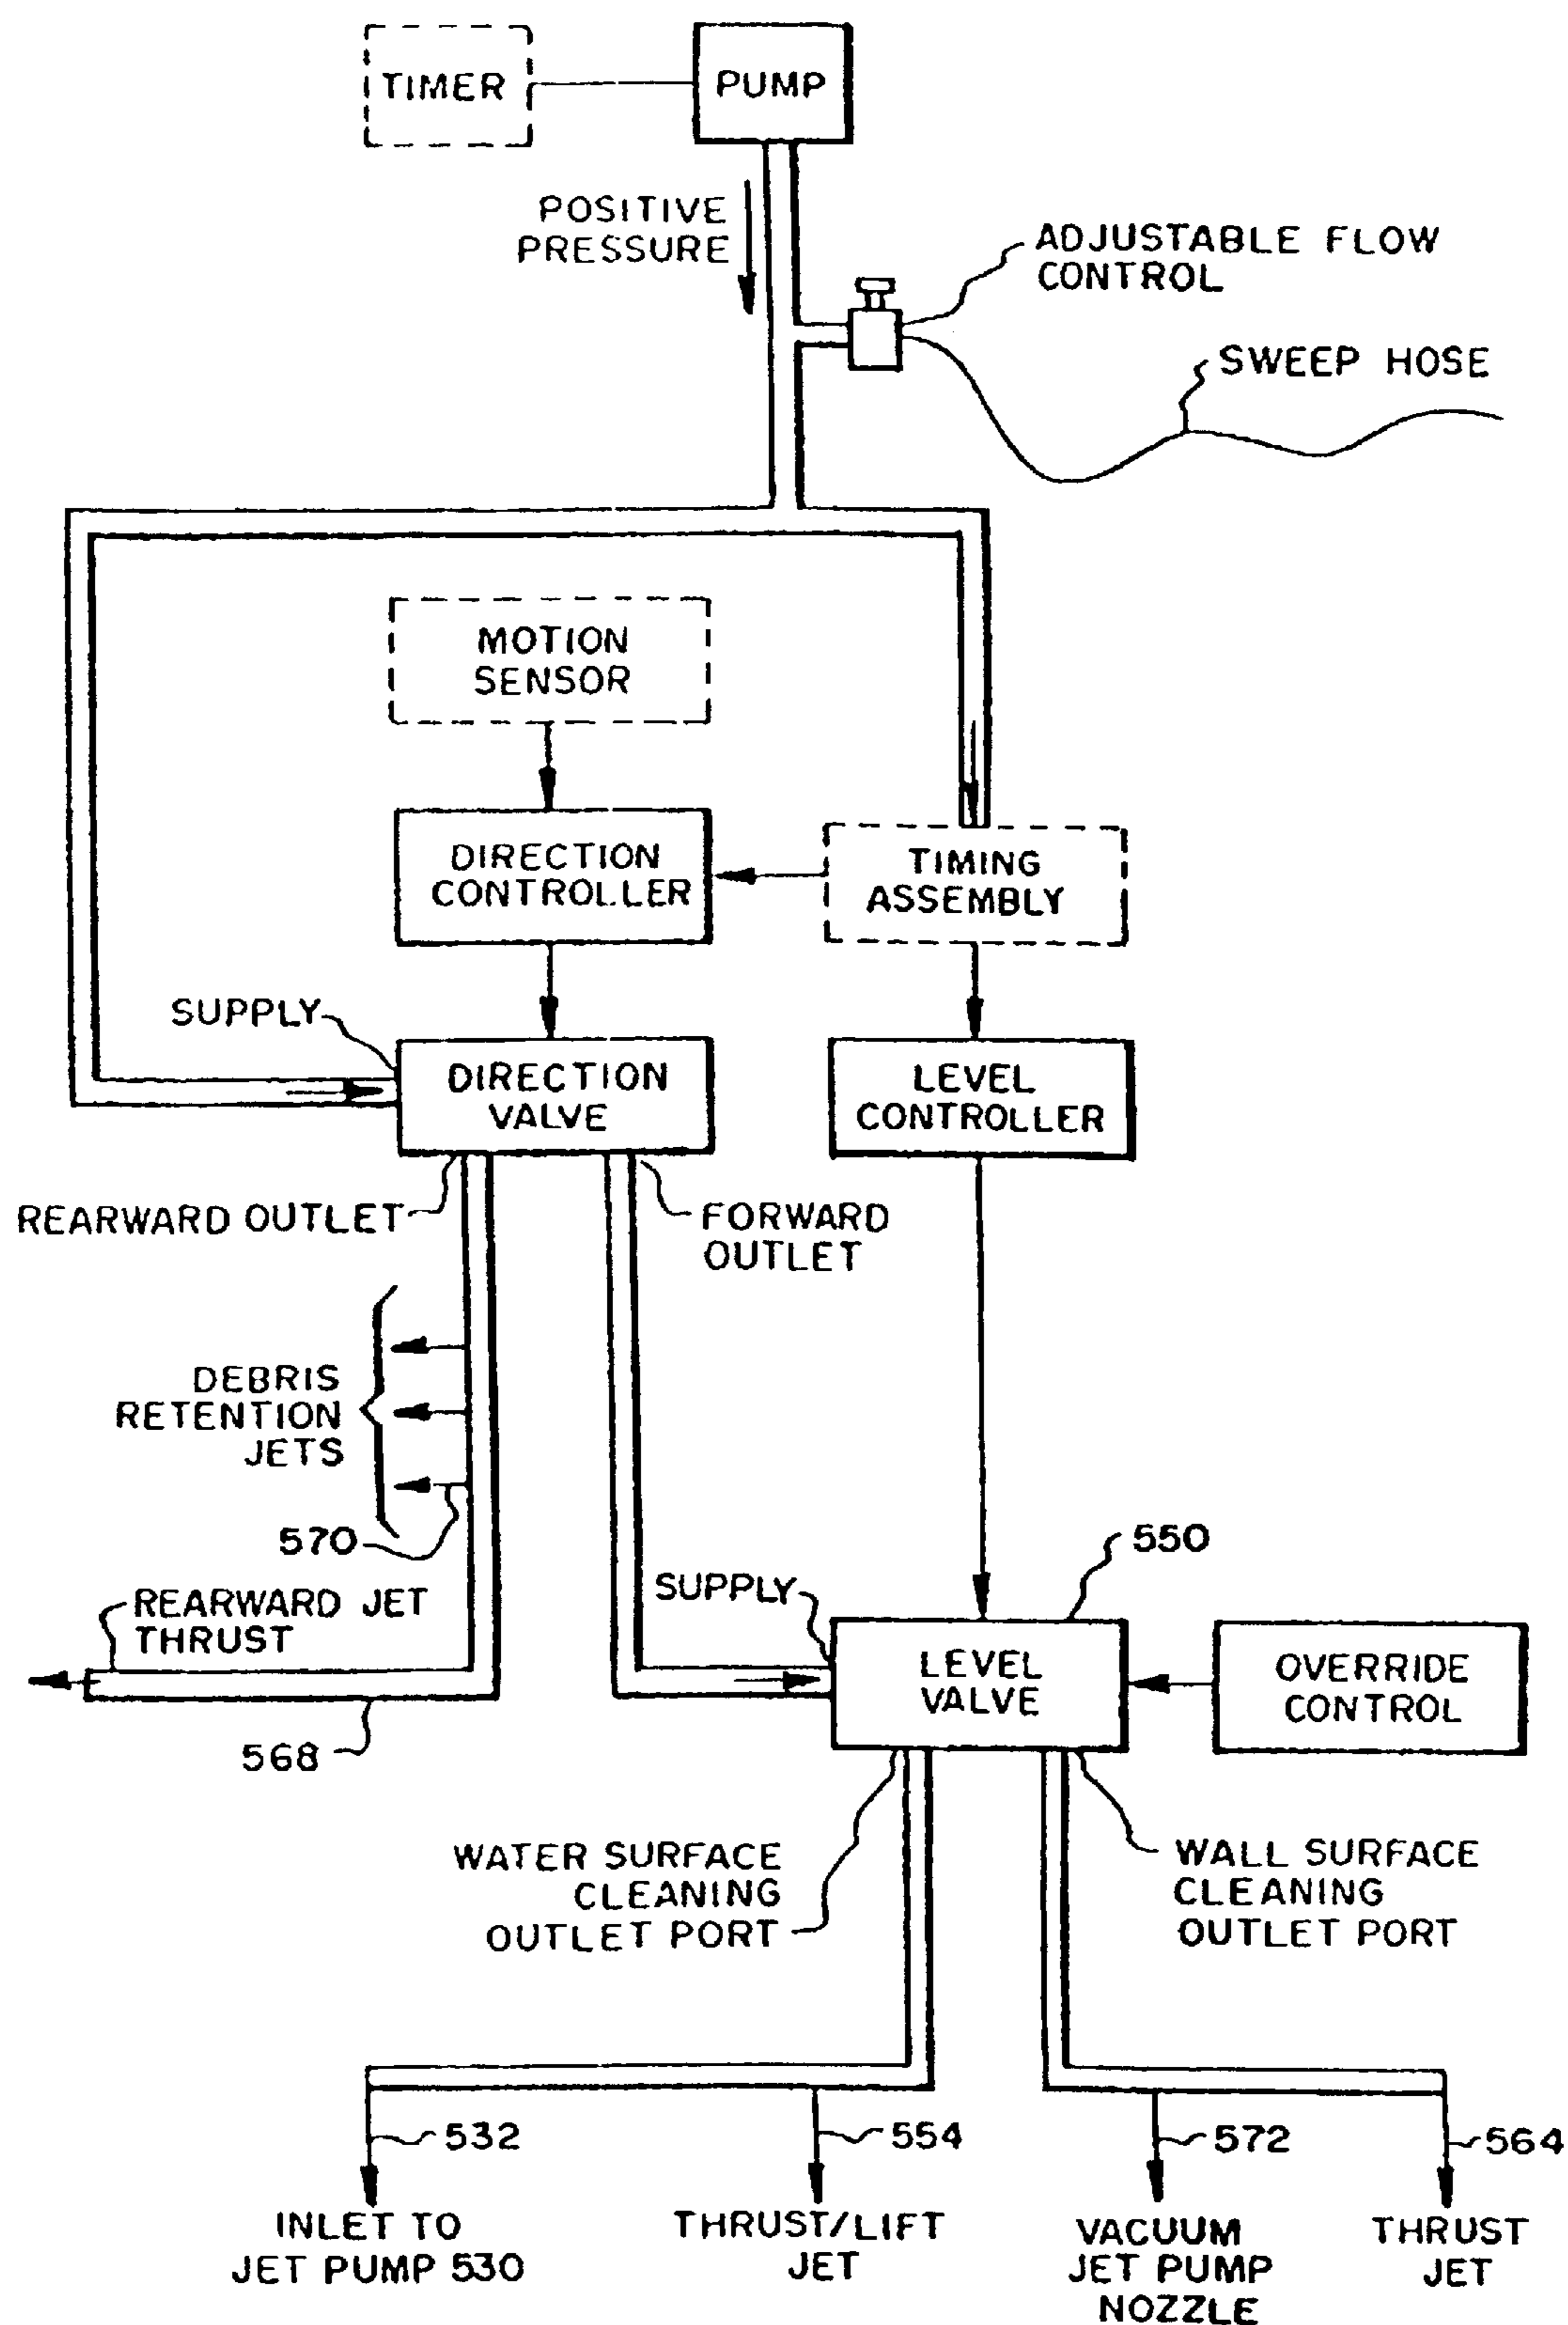 TIMER
PUMP
POSITIVE
PRESSURE
ADJUSTABLE FLOW
CONTROL
SWEEP HOSE
MOTION
SENSOR
DIRECTION
CONTROLLER
TIMING
ASSEMBLY
SUPPLY
DIRECTION
VALVE
LEVEL
CONTROLLER
REARWARD OUTLET
FORWARD
OUTLET
DEBRIS
RETENTION
JETS
570
550
SUPPLY
REARWARD JET
THRUST
LEVEL
VALVE
OVERRIDE
CONTROL
568
WATER SURFACE
CLEANING
OUTLET PORT
WALL SURFACE
CLEANING
OUTLET PORT
532
554
572
564
INLET TO
JET PUMP 530
THRUST/LIFT
JET
VACUUM
JET PUMP
NOZZLE
THRUST
JET